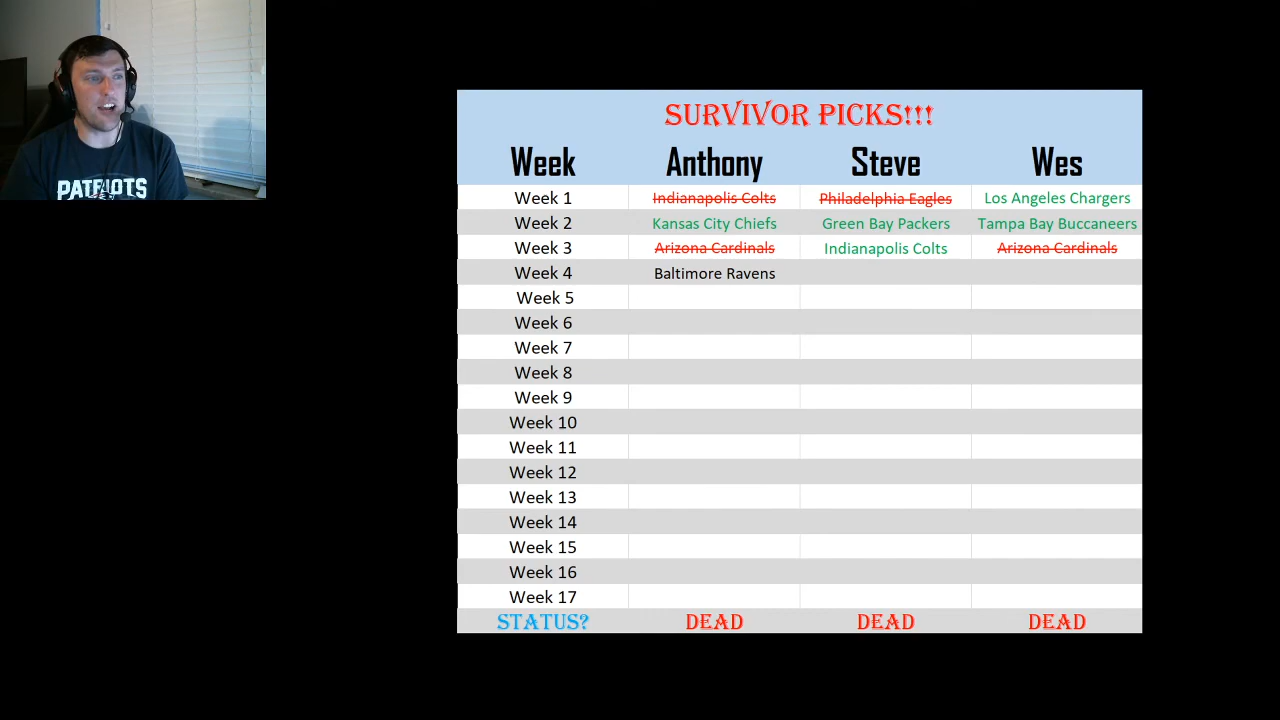 PATRIOTS
SURVIVOR PICKS!!!
Week Anthony Steve Wes
Week 1 Indianapolis Colts Philadelphia Eagles Los Angeles Chargers
Week 2 Kansas City Chiefs Green Bay Packers Tampa Bay Buccaneers
Week 3 Arizona Cardinals Indianapolis Colts Arizona Cardinals
Week 4 Baltimore Ravens
Week 5
Week 6
Week 7
Week 8
Week 9
Week 10
Week 11
Week 12
Week 13
Week 14
Week 15
Week 16
Week 17
STATUS? DEAD DEAD DEAD